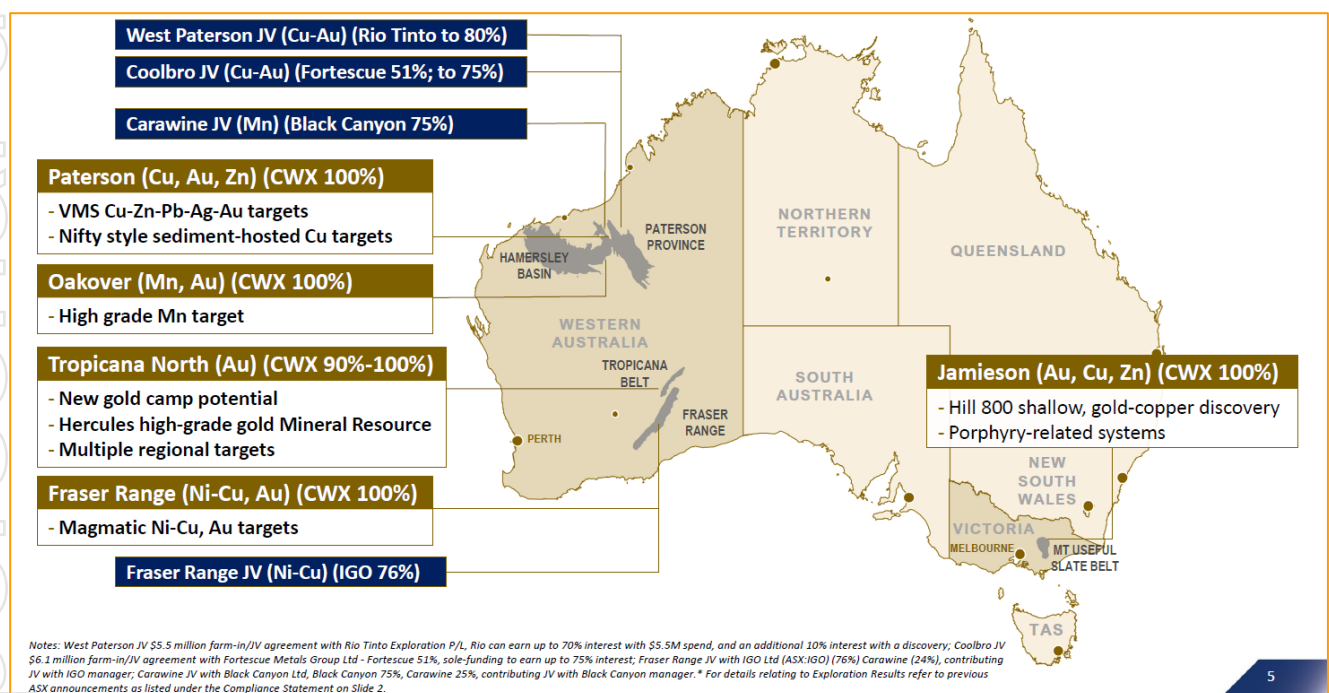 West Paterson JV (Cu-Au) (Rio Tinto to 80%)
Coolbro JV (Cu-Au) (Fortescue 51%; to 75%)
Carawine JV (Mn) (Black Canyon 75%)
Paterson (Cu, Au, Zn) (CWX 100%)
- VMS Cu-Zn-Pb-Ag-Au targets
- Nifty style sediment-hosted Cu targets
Oakover (Mn, Au) (CWX 100%)
- High grade Mn target
Tropicana North (Au) (CWX 90%-100%)
- New gold camp potential
- Hercules high-grade gold Mineral Resource
- Multiple regional targets
Fraser Range (Ni-Cu, Au) (CWX 100%)
- Magmatic Ni-Cu, Au targets
Fraser Range JV (Ni-Cu) (IGO 76%)
HAMERSLEY
BASIN
PATERSON
PROVINCE
WESTERN
AUSTRALIA
TROPICANA
BELT
FRASER
RANGE
PERTH
NORTHERN
TERRITORY
SOUTH
AUSTRALIA
QUEENSLAND
Jamieson (Au, Cu, Zn) (CWX 100%)
- Hill 800 shallow, gold-copper discovery
- Porphyry-related systems
NEW
SOUTH
WALES
VICTORIA
MELBOURNE
MT USEFUL
SLATE BELT
TAS
Notes: West Paterson JV $5.5 million farm-in/JV agreement with Rio Tinto Exploration P/L, Rio can earn up to 70% interest with $5.5M spend, and an additional 10% interest with a discovery; Coolbro JV
$6.1 million farm-in/JV agreement with Fortescue Metals Group Ltd - Fortescue 51%, sole-funding to earn up to 75% interest; Fraser Range JV with IGO Ltd (ASX:IGO) (76%) Carawine (24%), contributing
JV with IGO manager; Carawine JV with Black Canyon Ltd, Black Canyon 75%, Carawine 25%, contributing JV with Black Canyon manager.* For details relating to Exploration Results refer to previous
ASX announcements as listed under the Compliance Statement on Slide 2.
5